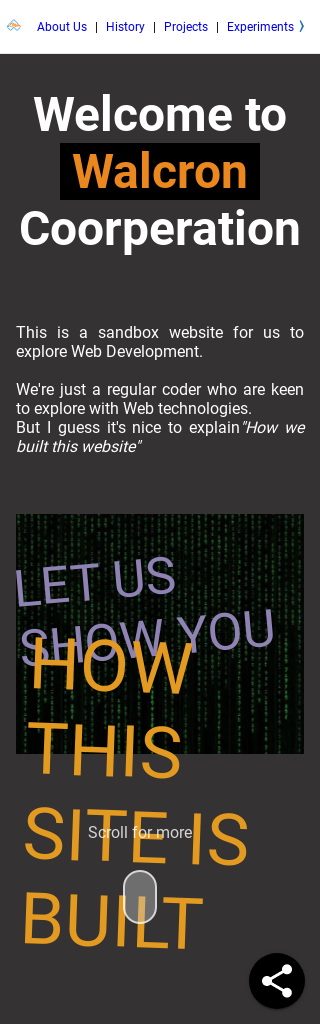 About Us | History | Projects | Experiments
Welcome to
Walcron
Coorperation
This is a sandbox website for us to
explore Web Development.
We're just a regular coder who are keen
to explore with Web technologies.
But I guess it's nice to explain"How we
built this website"
LET US
SHOW YOU
HOW
THIS
SITE IS
Scroll for more
BUILT